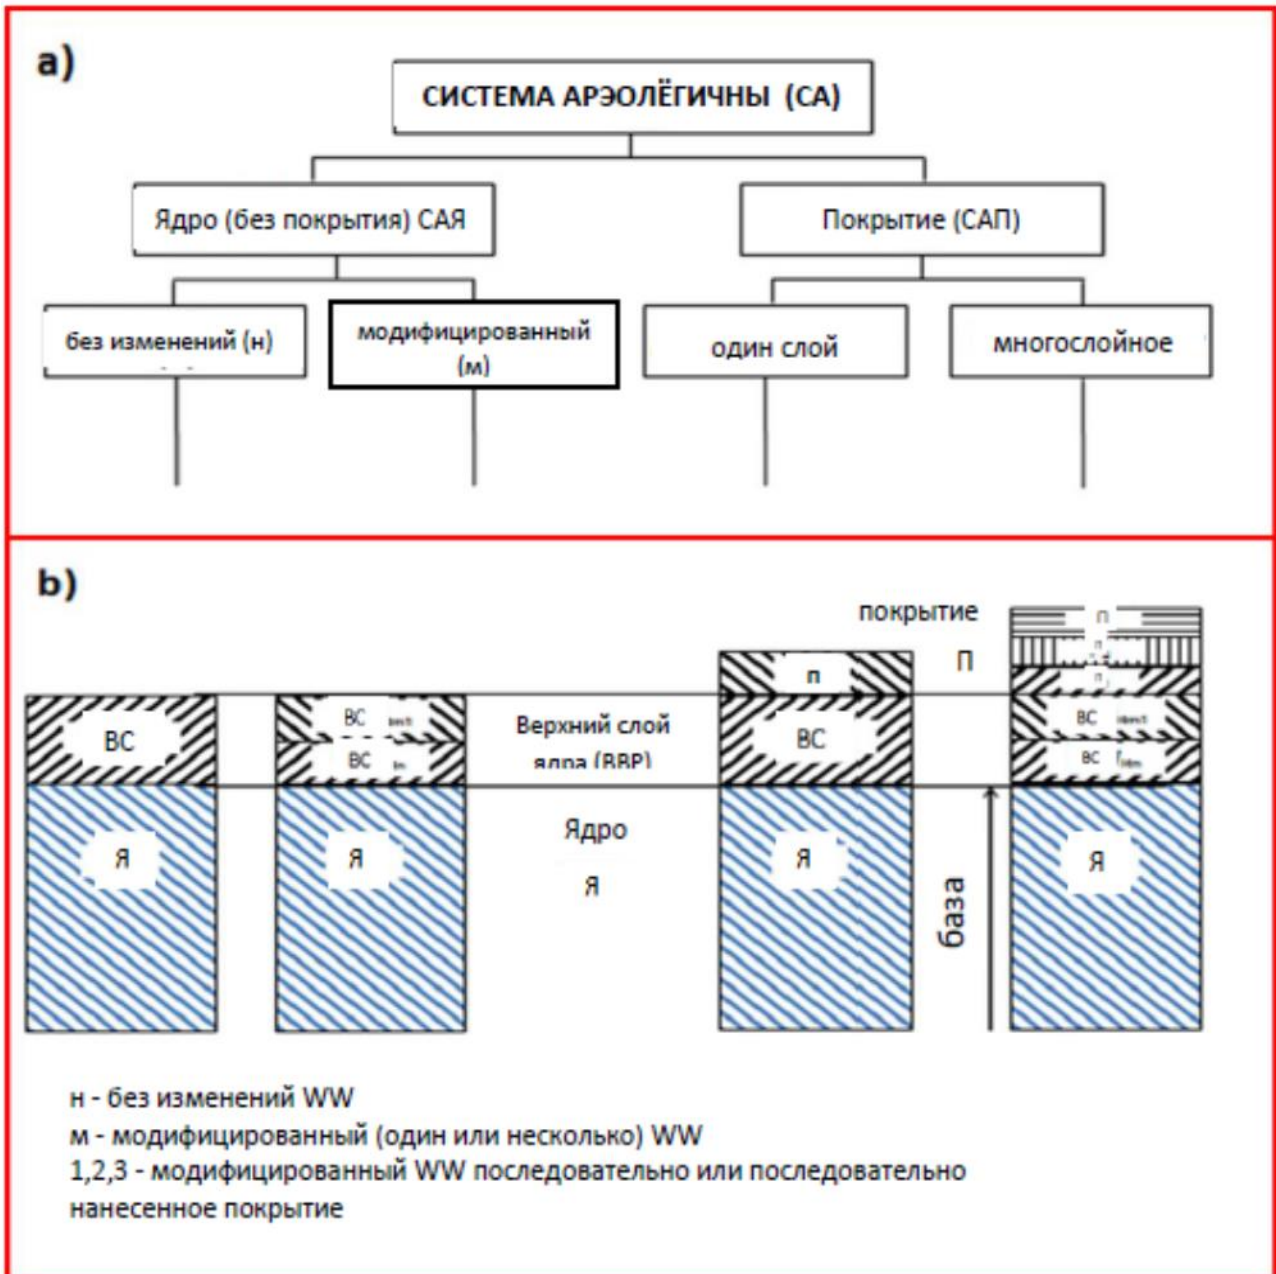 a)
СИСТЕМА АРЭОЛЁГИЧНЫ (СА)
Ядро (без покрытия) САЯ
Покрытие (САП)
без изменений (н)
модифицированный
(м)
один слой
многослойное
b)
покрытие
П
П
п
П
п
п
ВС
ВС
ВС
Верхний слой
ядра (ВВР)
ВС
ВС
ВС
Я
Я
Ядро
Я
Я
Я
база
н - без изменений WW
м - модифицированный (один или несколько) WW
1,2,3 - модифицированный WW последовательно или последовательно
нанесенное покрытие